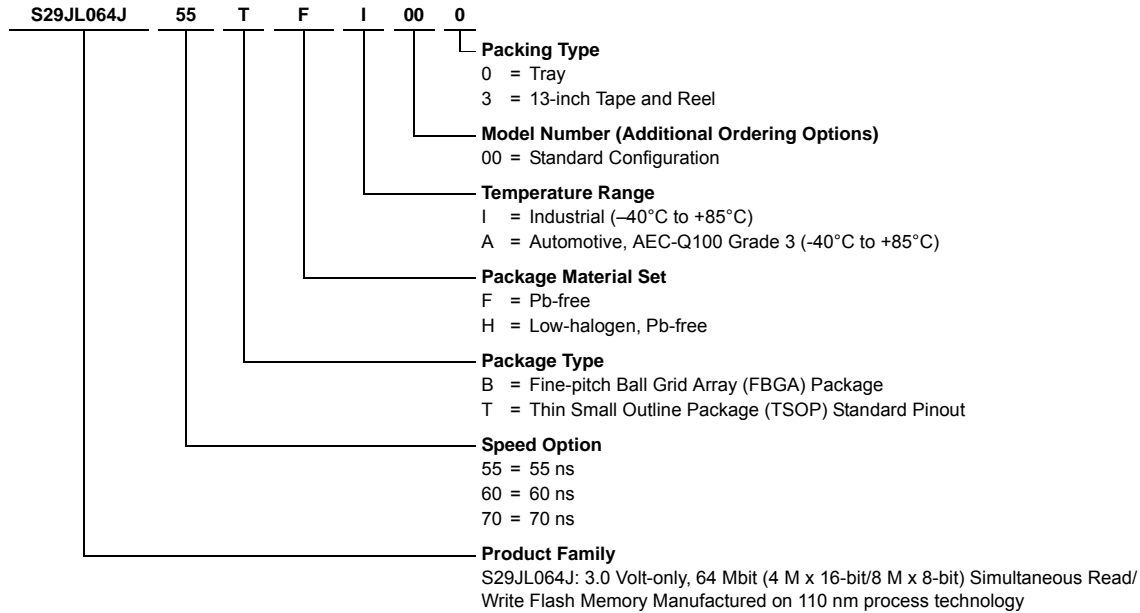 S29JL064J 55 T F I 00 0
Packing Type
0 = Tray
3 = 13-inch Tape and Reel
Model Number (Additional Ordering Options)
00 = Standard Configuration
Temperature Range
I = Industrial (–40°C to +85°C)
A = Automotive, AEC-Q100 Grade 3 (-40°C to +85°C)
Package Material Set
F = Pb-free
H = Low-halogen, Pb-free
Package Type
B = Fine-pitch Ball Grid Array (FBGA) Package
T = Thin Small Outline Package (TSOP) Standard Pinout
Speed Option
55 = 55 ns
60 = 60 ns
70 = 70 ns
Product Family
S29JL064J: 3.0 Volt-only, 64 Mbit (4 M x 16-bit/8 M x 8-bit) Simultaneous Read/
Write Flash Memory Manufactured on 110 nm process technology